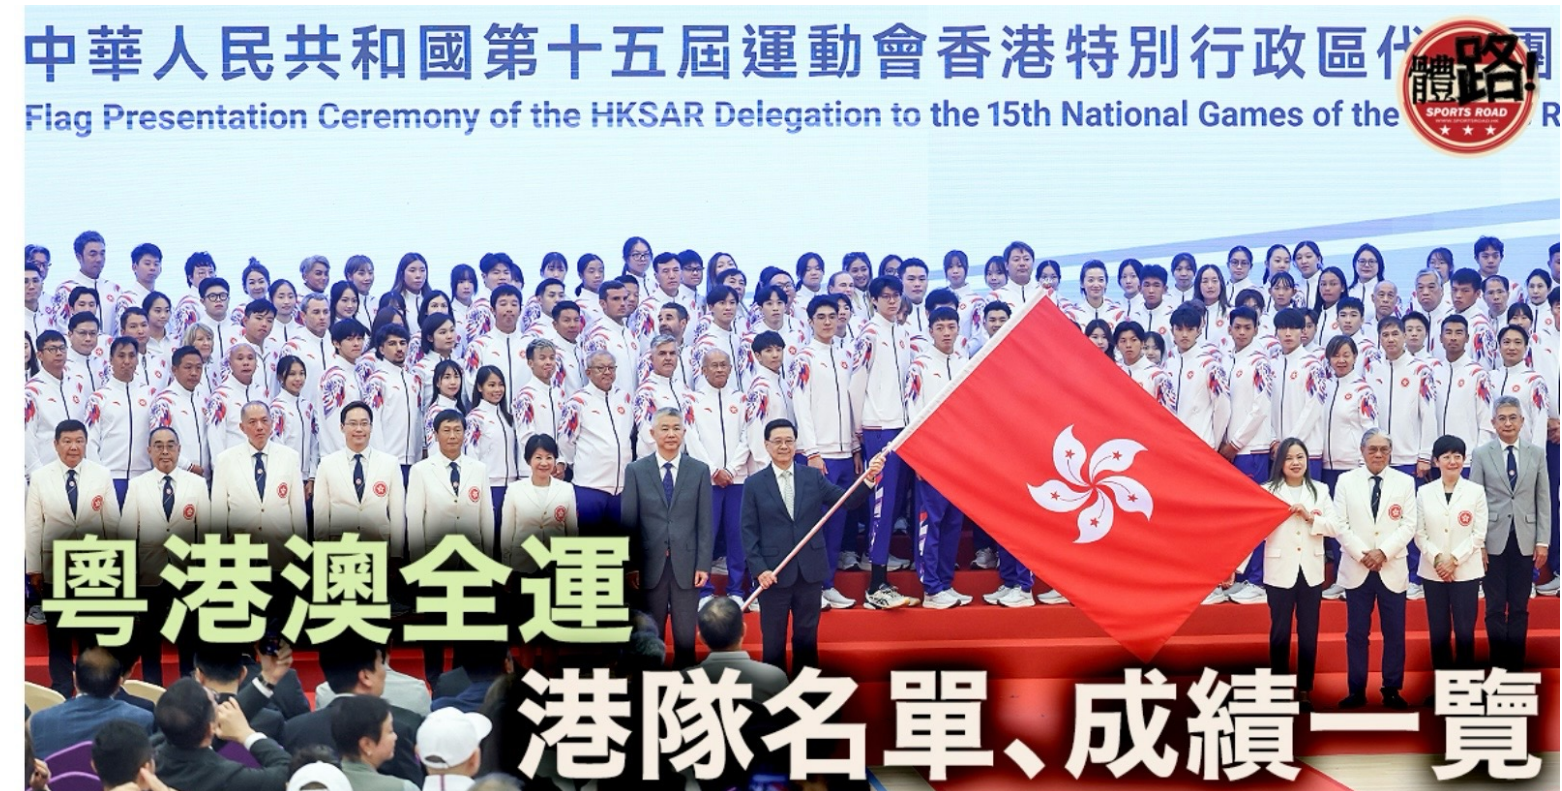 中華人民共和國第十五屆運動會香港特別行政區代 團
Flag Presentation Ceremony of the HKSAR Delegation to the 15th National Games of the R
體路!
SPORTS ROAD
粵港澳全運
港隊名單、成績一覽